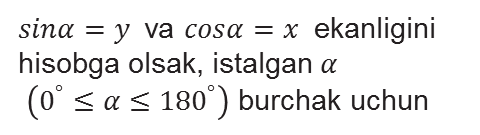 sinα = y va cosα = x ekanligini
hisobga olsak, istalgan α
(0° ≤ α ≤ 180°) burchak uchun